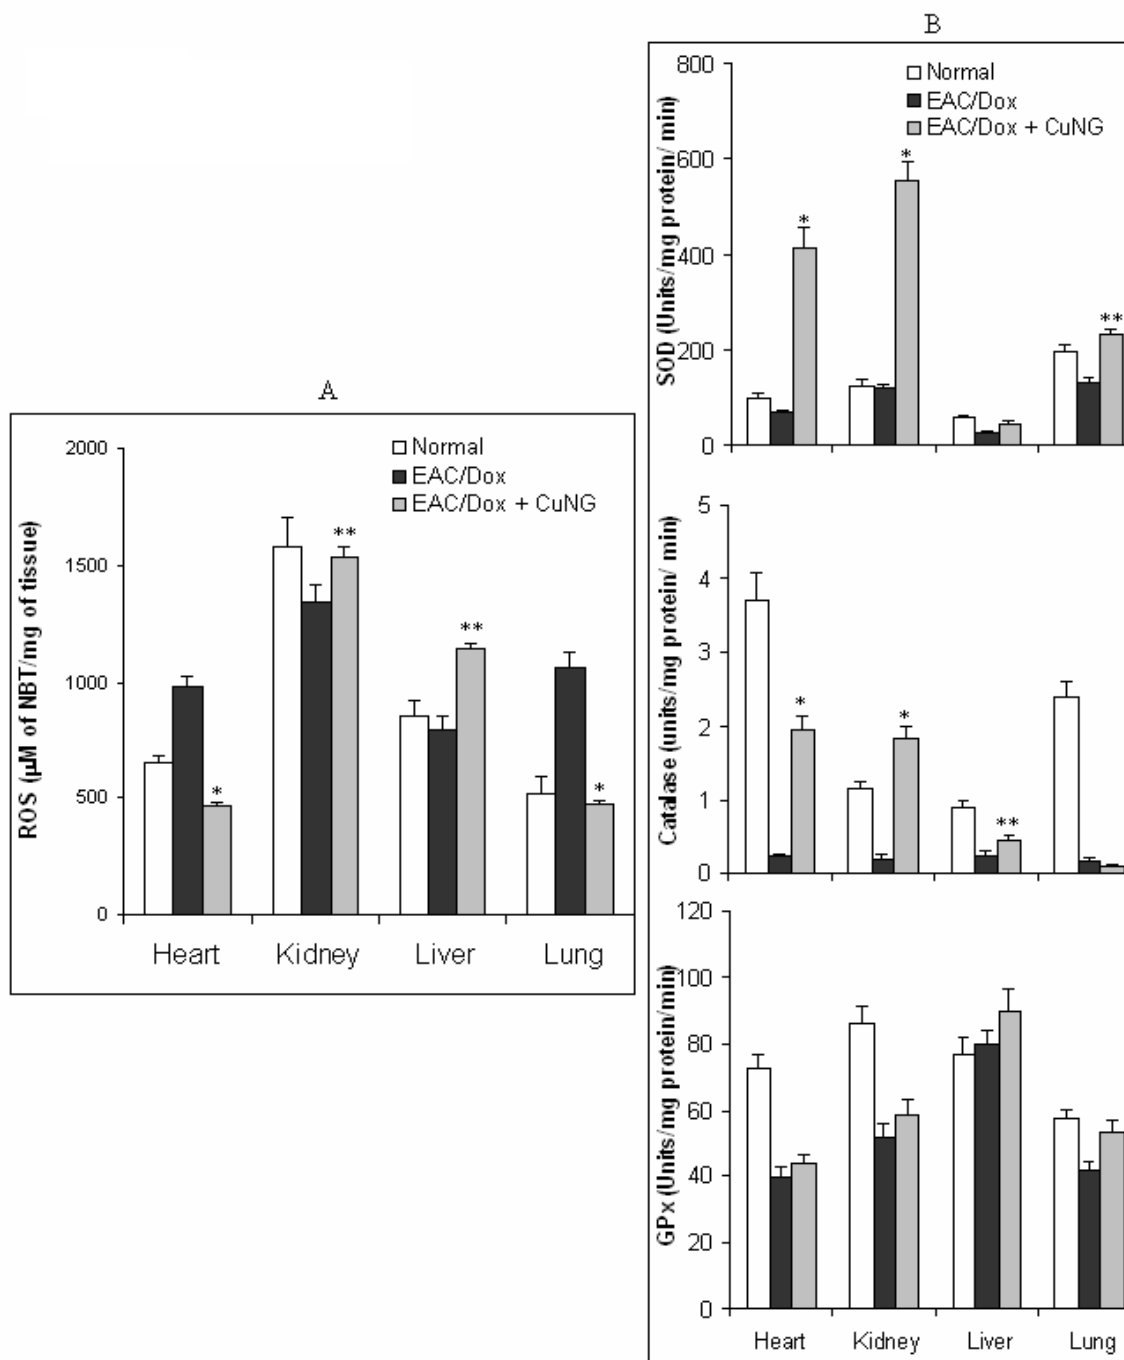 A
2000
1500
1000
500
0
ROS (µM of NBT/mg of tissue)
Normal
EAC/Dox
EAC/Dox + CuNG
*
**
**
*
Heart Kidney Liver Lung
B
800
600
400
200
0
SOD (Units/mg protein/ min)
Normal
EAC/Dox
EAC/Dox + CuNG
*
*
**
5
4
3
2
1
0
Catalase (units/mg protein/ min)
*
*
**
120
100
80
60
40
20
0
GPx (Units/mg protein/min)
Heart Kidney Liver Lung